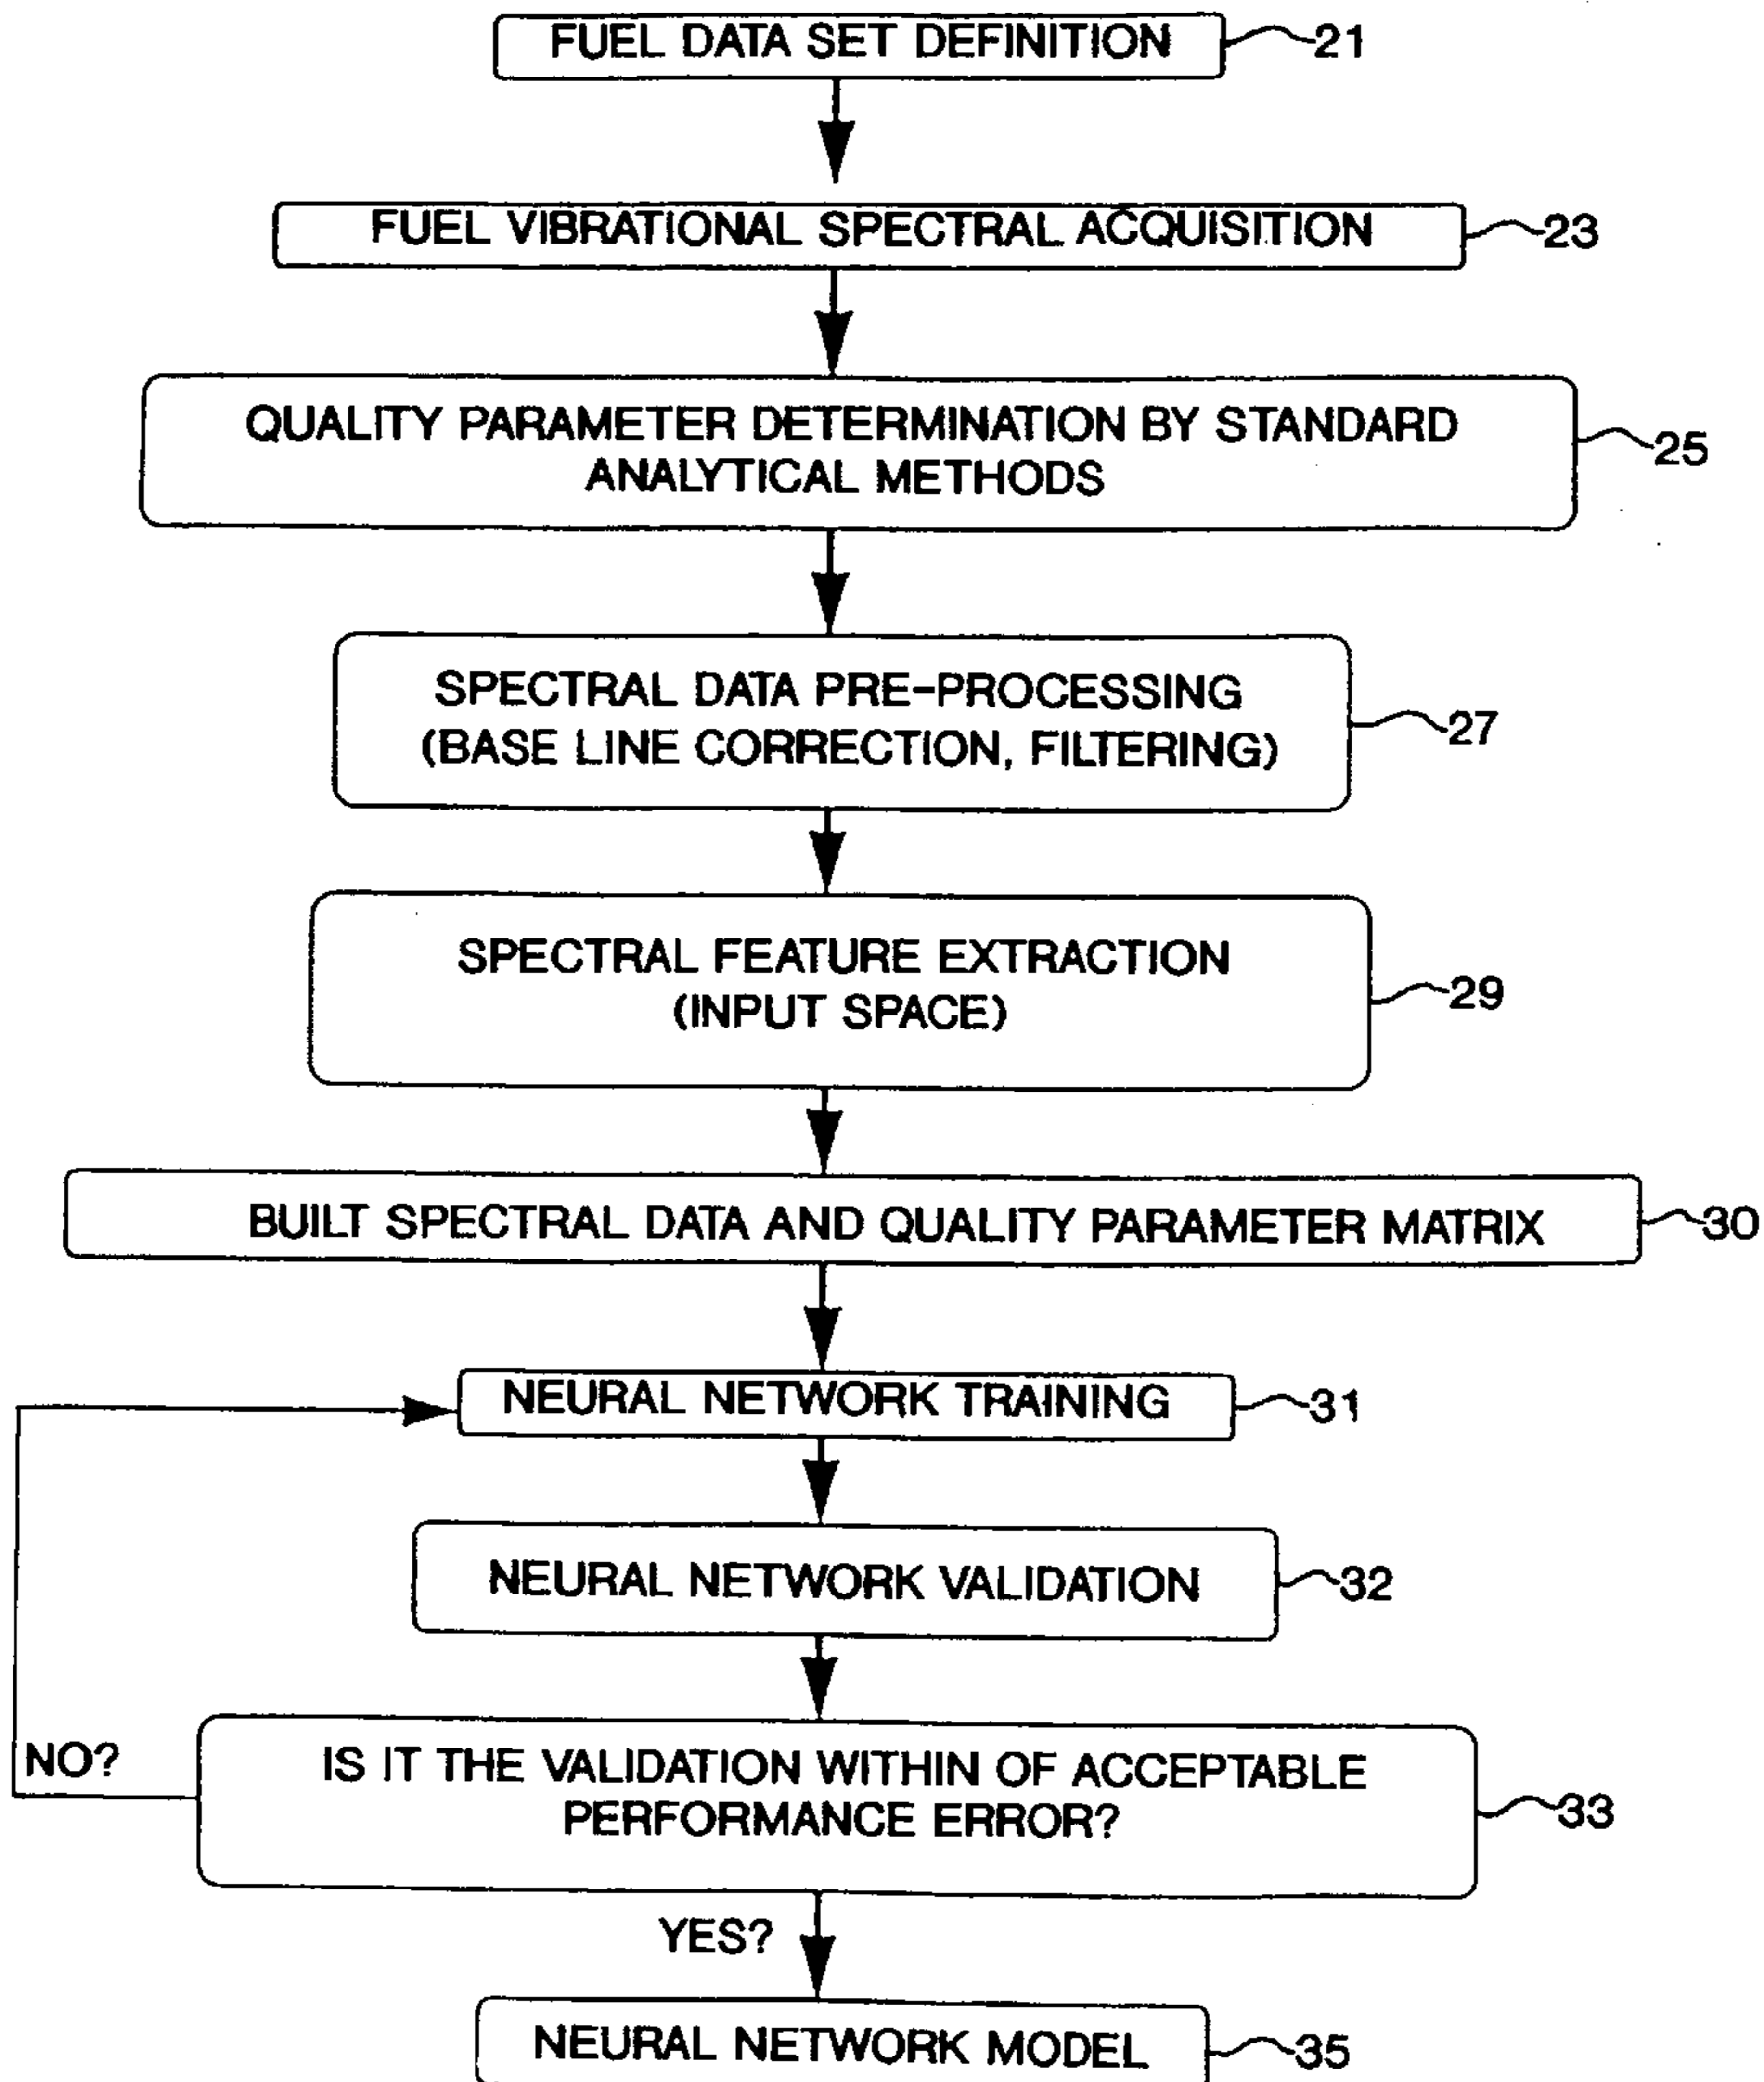 FUEL DATA SET DEFINITION 21
FUEL VIBRATIONAL SPECTRAL ACQUISITION 23
QUALITY PARAMETER DETERMINATION BY STANDARD
ANALYTICAL METHODS
25
SPECTRAL DATA PRE-PROCESSING
(BASE LINE CORRECTION, FILTERING)
27
SPECTRAL FEATURE EXTRACTION
(INPUT SPACE)
29
BUILT SPECTRAL DATA AND QUALITY PARAMETER MATRIX 30
NEURAL NETWORK TRAINING 31
NEURAL NETWORK VALIDATION 32
NO?
IS IT THE VALIDATION WITHIN OF ACCEPTABLE
PERFORMANCE ERROR?
33
YES?
NEURAL NETWORK MODEL 35